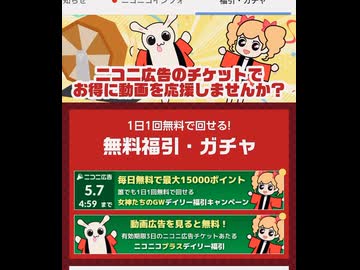 知らせ ニコニコインフォ 福引・ガチャ
ニコニ広告のチケットで
お得に動画を応援しませんか?
1日1回無料で回せる!
無料福引・ガチャ
ニコニ広告
5.7
4:59 まで
毎日無料で最大15000ポイント
誰でも1日1回無料で回せる
女神たちのGWデイリー福引キャンペーン
動画広告を見ると無料!
有効期限3日のニコニ広告チケットあたる
ニコニコプラスデイリー福引